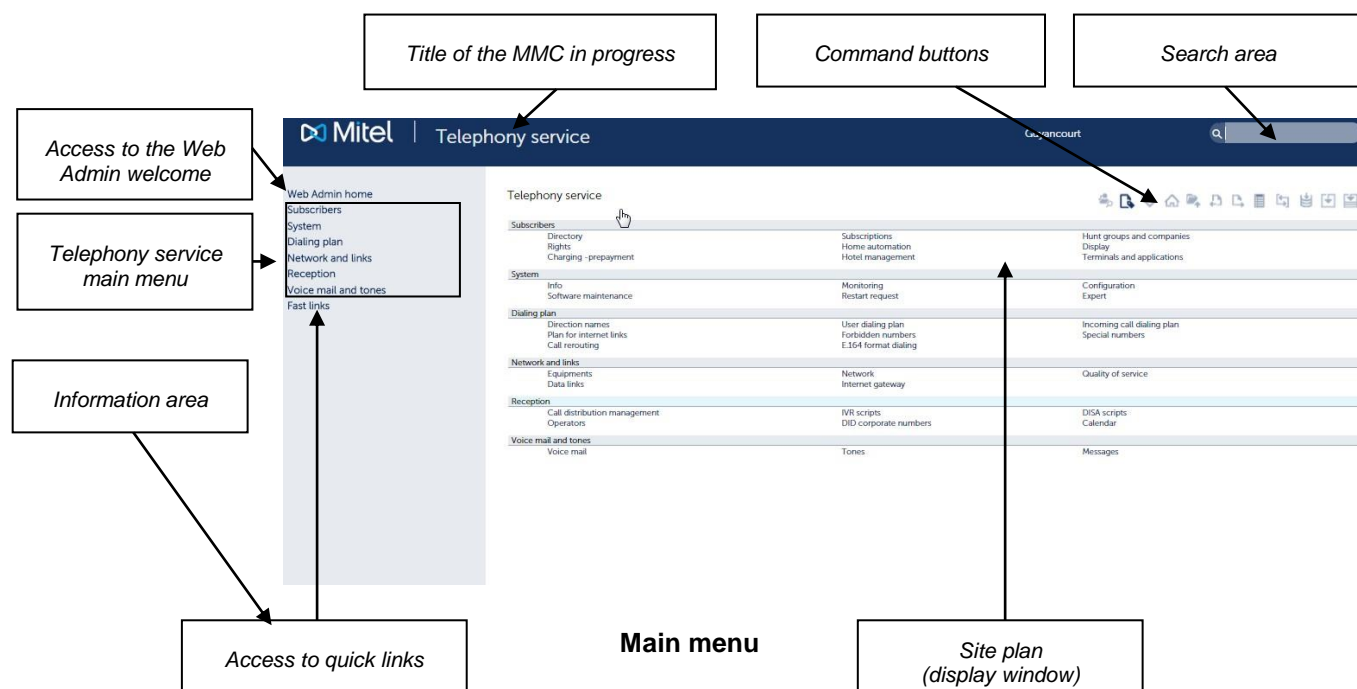 Title of the MMC in progress
Command buttons
Search area
Access to the Web
Admin welcome
Telephony service
main menu
Information area
Mitel | Telephony service
Guyancourt
Web Admin home
Subscribers
System
Dialing plan
Network and links
Reception
Voice mail and tones
Fast links
Telephony service
Subscribers
Directory Subscriptions Hunt groups and companies
Rights Home automation Display
Charging -prepayment Hotel management Terminals and applications
System
Info Monitoring Configuration
Software maintenance Restart request Expert
Dialing plan
Direction names User dialing plan Incoming call dialing plan
Plan for internet links Forbidden numbers Special numbers
Call rerouting E.164 format dialing
Network and links
Equipments Network Quality of service
Data links Internet gateway
Reception
Call distribution management IVR scripts DISA scripts
Operators DID corporate numbers Calendar
Voice mail and tones
Voice mail Tones Messages
Access to quick links
Main menu
Site plan
(display window)